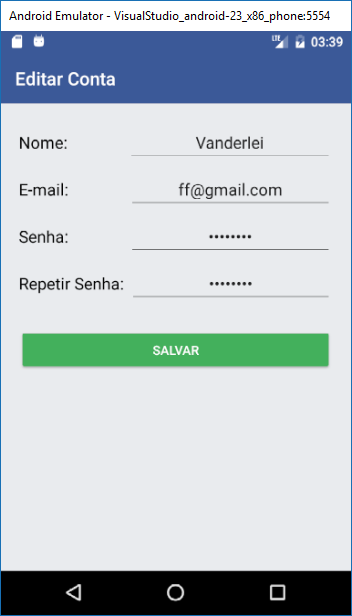 Android Emulator - VisualStudio_android-23_x86_phone:5554
LTE 03:39
Editar Conta
Nome: Vanderlei
E-mail: ff@gmail.com
Senha: ••••••••
Repetir Senha: ••••••••
SALVAR